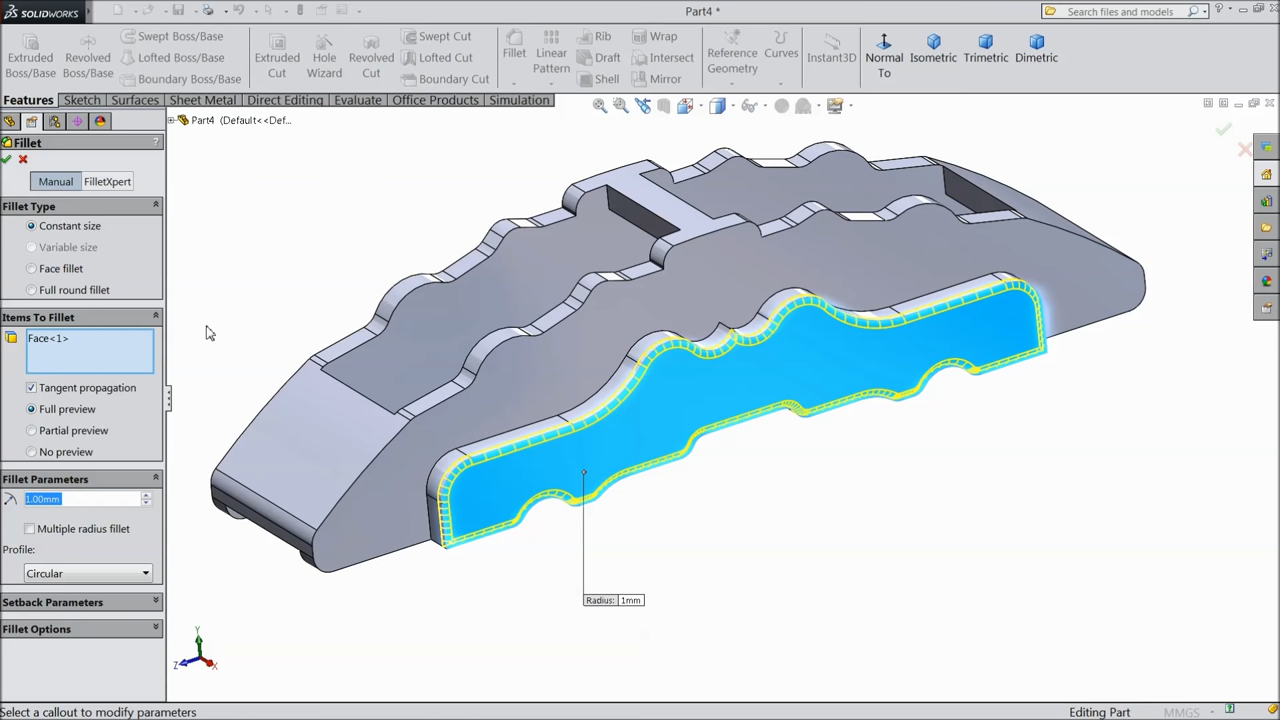 SOLIDWORKS
Part4 *
Search files and models
Extruded Boss/Base
Revolved Boss/Base
Swept Boss/Base
Lofted Boss/Base
Boundary Boss/Base
Extruded Cut
Hole Wizard
Revolved Cut
Swept Cut
Lofted Cut
Boundary Cut
Fillet
Linear Pattern
Rib
Draft
Shell
Wrap
Intersect
Mirror
Reference Geometry
Curves
Instant3D
Normal To
Isometric
Trimetric
Dimetric
Features
Sketch
Surfaces
Sheet Metal
Direct Editing
Evaluate
Office Products
Simulation
Part4 (Default<<Def...
Fillet
?
Manual
FilletXpert
Fillet Type
Constant size
Variable size
Face fillet
Full round fillet
Items To Fillet
Face<1>
Tangent propagation
Full preview
Partial preview
No preview
Fillet Parameters
1.00mm
Multiple radius fillet
Profile:
Circular
Setback Parameters
Fillet Options
Radius: 1mm
Y
Z
X
Select a callout to modify parameters
Editing Part
MMGS